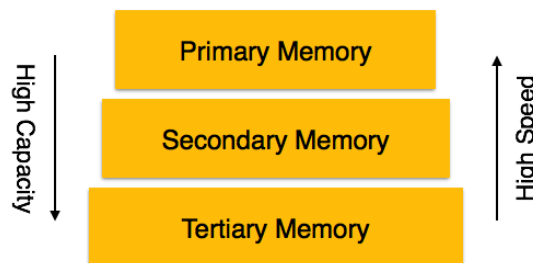 Primary Memory
High Capacity
Secondary Memory
High Speed
Tertiary Memory